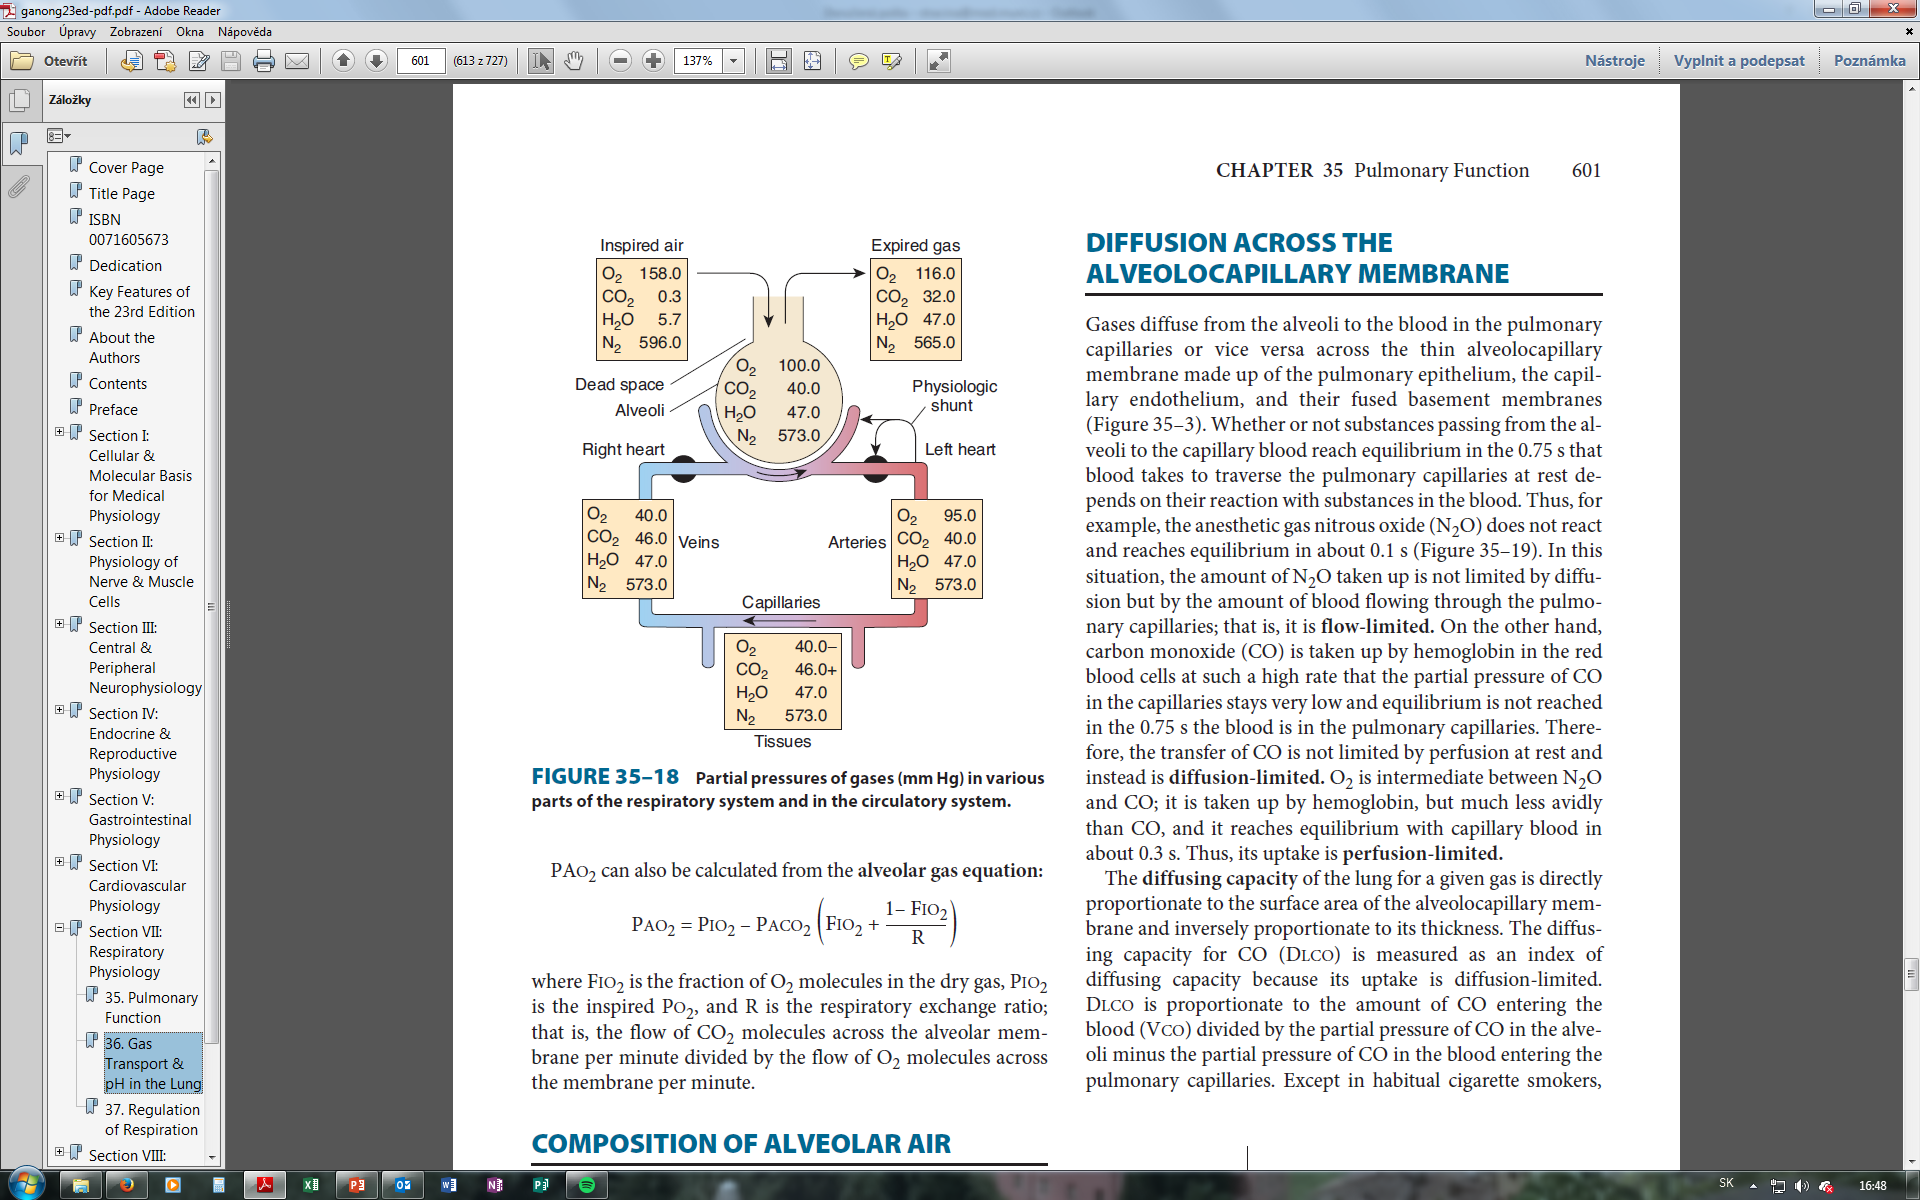 ganong23ed-pdf.pdf - Adobe Reader
Soubor Úpravy Zobrazení Okna Nápověda
Otevřít 601 (613 z 727) 137% Nástroje Vyplnit a podepsat Poznámka
Záložky
Cover Page
Title Page
ISBN
0071605673
Dedication
Key Features of
the 23rd Edition
About the
Authors
Contents
Preface
Section I:
Cellular &
Molecular Basis
for Medical
Physiology
Section II:
Physiology of
Nerve & Muscle
Cells
Section III:
Central &
Peripheral
Neurophysiology
Section IV:
Endocrine &
Reproductive
Physiology
Section V:
Gastrointestinal
Physiology
Section VI:
Cardiovascular
Physiology
Section VII:
Respiratory
Physiology
35. Pulmonary
Function
36. Gas
Transport &
pH in the Lung
37. Regulation
of Respiration
Section VIII:
CHAPTER 35 Pulmonary Function 601
Inspired air
O₂ 158.0
CO₂ 0.3
H₂O 5.7
N₂ 596.0
Expired gas
O₂ 116.0
CO₂ 32.0
H₂O 47.0
N₂ 565.0
Dead space
Alveoli
O₂ 100.0
CO₂ 40.0
H₂O 47.0
N₂ 573.0
Physiologic
shunt
Right heart
Left heart
O₂ 40.0
CO₂ 46.0
H₂O 47.0
N₂ 573.0
Veins
Arteries
O₂ 95.0
CO₂ 40.0
H₂O 47.0
N₂ 573.0
Capillaries
O₂ 40.0–
CO₂ 46.0+
H₂O 47.0
N₂ 573.0
Tissues
FIGURE 35–18 Partial pressures of gases (mm Hg) in various
parts of the respiratory system and in the circulatory system.
PAO₂ can also be calculated from the alveolar gas equation:
PAO₂ = PIO₂ – PACO₂ (FIO₂ + 1– FIO₂ / R)
where FIO₂ is the fraction of O₂ molecules in the dry gas, PIO₂
is the inspired PO₂, and R is the respiratory exchange ratio;
that is, the flow of CO₂ molecules across the alveolar mem-
brane per minute divided by the flow of O₂ molecules across
the membrane per minute.
COMPOSITION OF ALVEOLAR AIR
DIFFUSION ACROSS THE
ALVEOLOCAPILLARY MEMBRANE
Gases diffuse from the alveoli to the blood in the pulmonary
capillaries or vice versa across the thin alveolocapillary
membrane made up of the pulmonary epithelium, the capil-
lary endothelium, and their fused basement membranes
(Figure 35–3). Whether or not substances passing from the al-
veoli to the capillary blood reach equilibrium in the 0.75 s that
blood takes to traverse the pulmonary capillaries at rest de-
pends on their reaction with substances in the blood. Thus, for
example, the anesthetic gas nitrous oxide (N₂O) does not react
and reaches equilibrium in about 0.1 s (Figure 35–19). In this
situation, the amount of N₂O taken up is not limited by diffu-
sion but by the amount of blood flowing through the pulmo-
nary capillaries; that is, it is flow-limited. On the other hand,
carbon monoxide (CO) is taken up by hemoglobin in the red
blood cells at such a high rate that the partial pressure of CO
in the capillaries stays very low and equilibrium is not reached
in the 0.75 s the blood is in the pulmonary capillaries. There-
fore, the transfer of CO is not limited by perfusion at rest and
instead is diffusion-limited. O₂ is intermediate between N₂O
and CO; it is taken up by hemoglobin, but much less avidly
than CO, and it reaches equilibrium with capillary blood in
about 0.3 s. Thus, its uptake is perfusion-limited.
The diffusing capacity of the lung for a given gas is directly
proportionate to the surface area of the alveolocapillary mem-
brane and inversely proportionate to its thickness. The diffus-
ing capacity for CO (DLCO) is measured as an index of
diffusing capacity because its uptake is diffusion-limited.
DLCO is proportionate to the amount of CO entering the
blood (VCO) divided by the partial pressure of CO in the alve-
oli minus the partial pressure of CO in the blood entering the
pulmonary capillaries. Except in habitual cigarette smokers,
SK 16:48